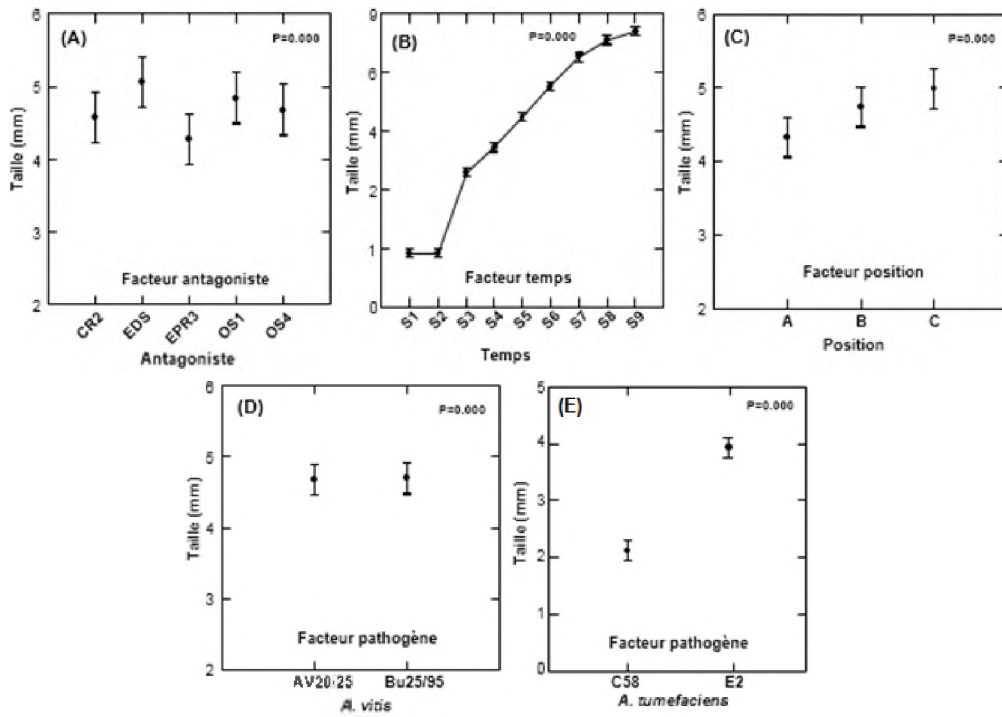 (A)
P=0.000
Taille (mm)
6
5
4
3
2
Facteur antagoniste
CR2
EDS
EPR3
OS1
OS4
Antagoniste
(B)
P=0.000
Taille (mm)
9
7
6
4
2
1
0
Facteur temps
S1
S2
S3
S4
S5
S6
S7
S8
S9
Temps
(C)
P=0.000
Taille (mm)
6
5
4
3
2
Facteur position
A
B
C
Position
(D)
P=0.000
Taille (mm)
6
5
4
3
2
Facteur pathogène
AV20/25
Bu25/95
A. vitis
(E)
P=0.000
Taille (mm)
5
4
3
2
1
0
Facteur pathogène
C58
E2
A. tumefaciens